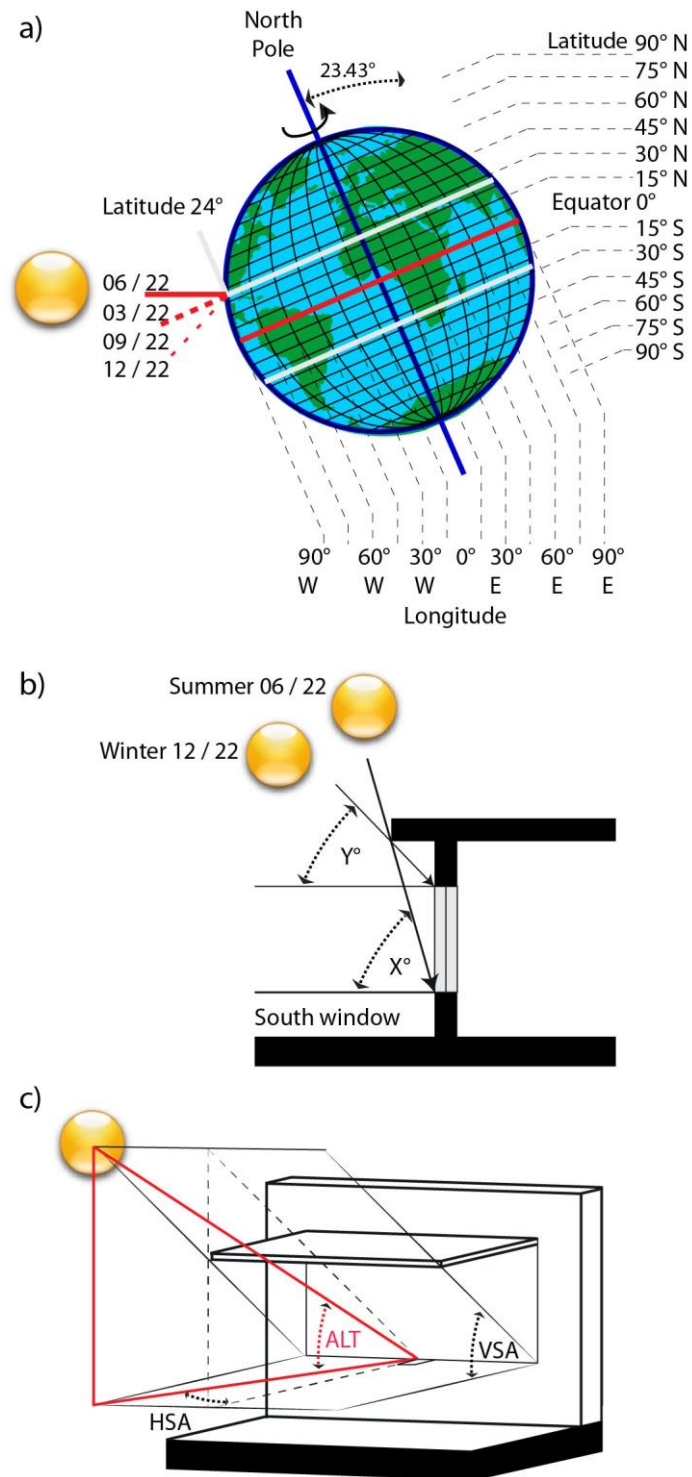 a)
North
Pole
23.43°
Latitude 90° N
75° N
60° N
45° N
30° N
15° N
Equator 0°
15° S
30° S
45° S
60° S
75° S
90° S
Latitude 24°
06 / 22
03 / 22
09 / 22
12 / 22
90° 60° 30° 0° 30° 60° 90°
W W W E E E
Longitude
b)
Summer 06 / 22
Winter 12 / 22
Y°
X°
South window
c)
ALT
VSA
HSA